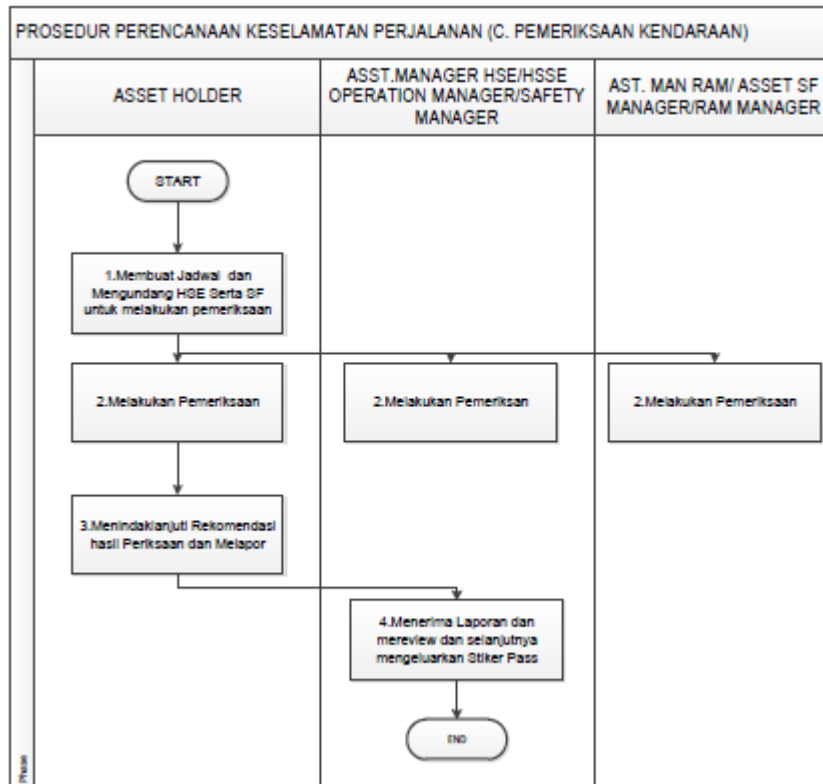 PROSEDUR PERENCANAAN KESELAMATAN PERJALANAN (C. PEMERIKSAAN KENDARAAN)
ASSET HOLDER
ASST.MANAGER HSE/HSSE
OPERATION MANAGER/SAFETY
MANAGER
AST. MAN RAM/ ASSET SF
MANAGER/RAM MANAGER
START
1.Membuat Jadwal dan
Mengundang HSE Serta SF
untuk melakukan pemeriksaan
2.Melakukan Pemeriksaan
2.Melakukan Pemeriksan
2.Melakukan Pemeriksaan
3.Menindaklanjuti Rekomendasi
hasil Periksaan dan Melapor
4.Menerima Laporan dan
mereview dan selanjutnya
mengeluarkan Stiker Pass
END
Phase